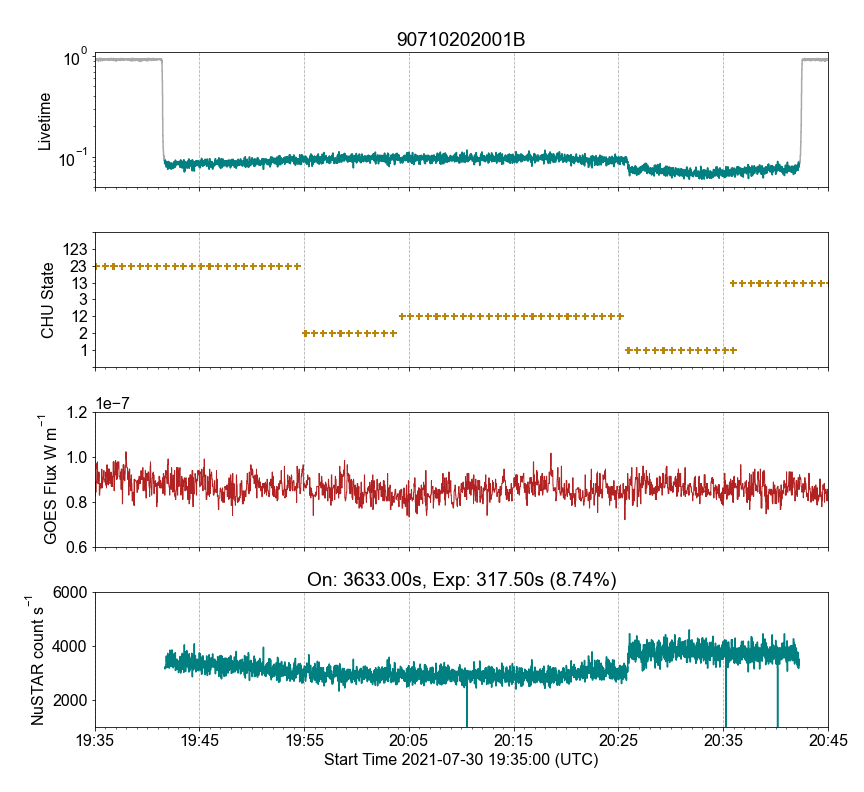 90710202001B
10^0
10^−1
Livetime
123
23
13
3
12
2
1
CHU State
1e−7
1.2
1.0
0.8
0.6
GOES Flux W m^−1
On: 3633.00s, Exp: 317.50s (8.74%)
6000
4000
2000
NuSTAR count s^−1
19:35 19:45 19:55 20:05 20:15 20:25 20:35 20:45
Start Time 2021-07-30 19:35:00 (UTC)